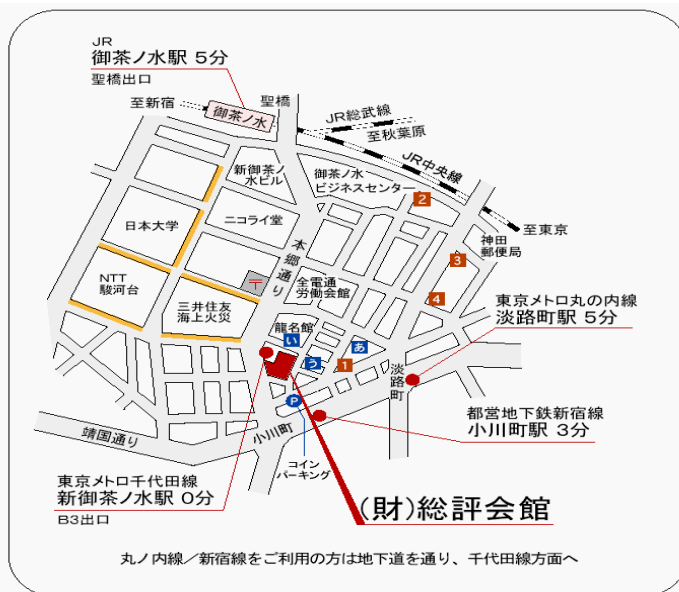 JR
御茶ノ水駅 5分
聖橋出口
至新宿
御茶ノ水
聖橋
JR総武線
至秋葉原
JR中央線
至東京
新御茶ノ
水ビル
御茶ノ水
ビジネスセンター
2
日本大学
ニコライ堂
本郷通り
神田
郵便局
3
NTT
駿河台
〒
全電通
労働会館
4
三井住友
海上火災
東京メトロ丸の内線
淡路町駅 5分
龍名館
い
あ
う
1
淡路町
P
都営地下鉄新宿線
小川町駅 3分
靖国通り
小川町
コイン
パーキング
東京メトロ千代田線
新御茶ノ水駅 0分
B3出口
(財)総評会館
丸ノ内線／新宿線をご利用の方は地下道を通り、千代田線方面へ